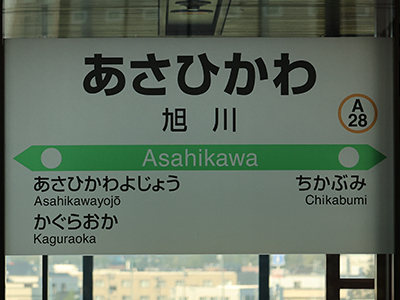 あさひかわ
旭川
A
28
Asahikawa
あさひかわよじょう
Asahikawayojō
かぐらおか
Kaguraoka
ちかぶみ
Chikabumi